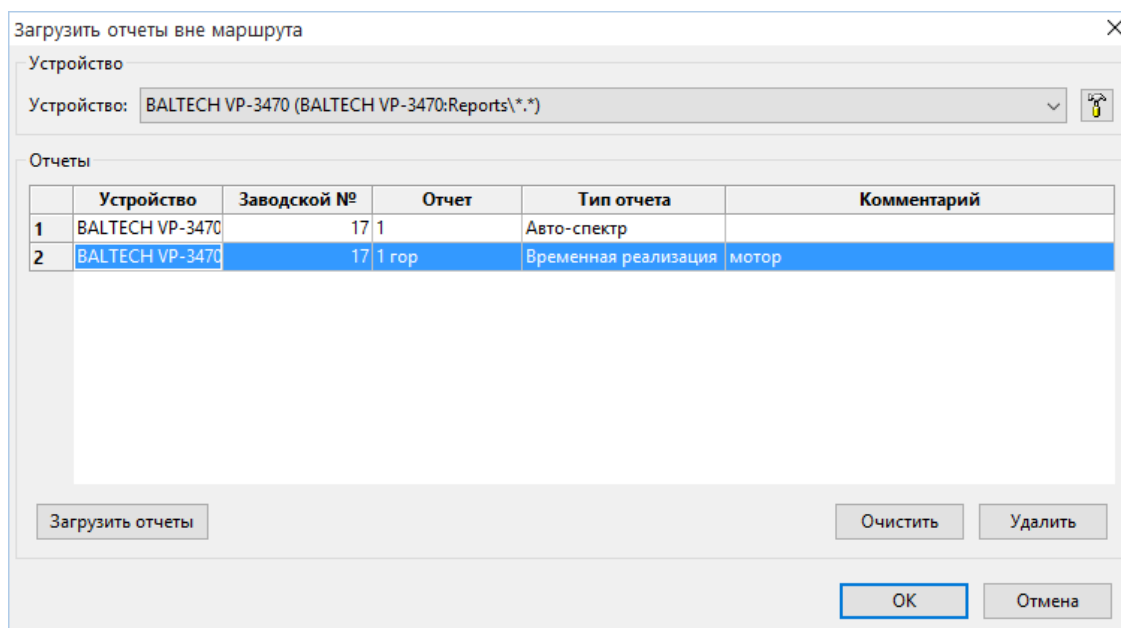 Загрузить отчеты вне маршрута
Устройство
Устройство: BALTECH VP-3470 (BALTECH VP-3470:Reports\*.*)
Отчеты
Устройство Заводской № Отчет Тип отчета Комментарий
1 BALTECH VP-3470 17 1 Авто-спектр
2 BALTECH VP-3470 17 1 гор Временная реализация мотор
Загрузить отчеты Очистить Удалить
OK Отмена